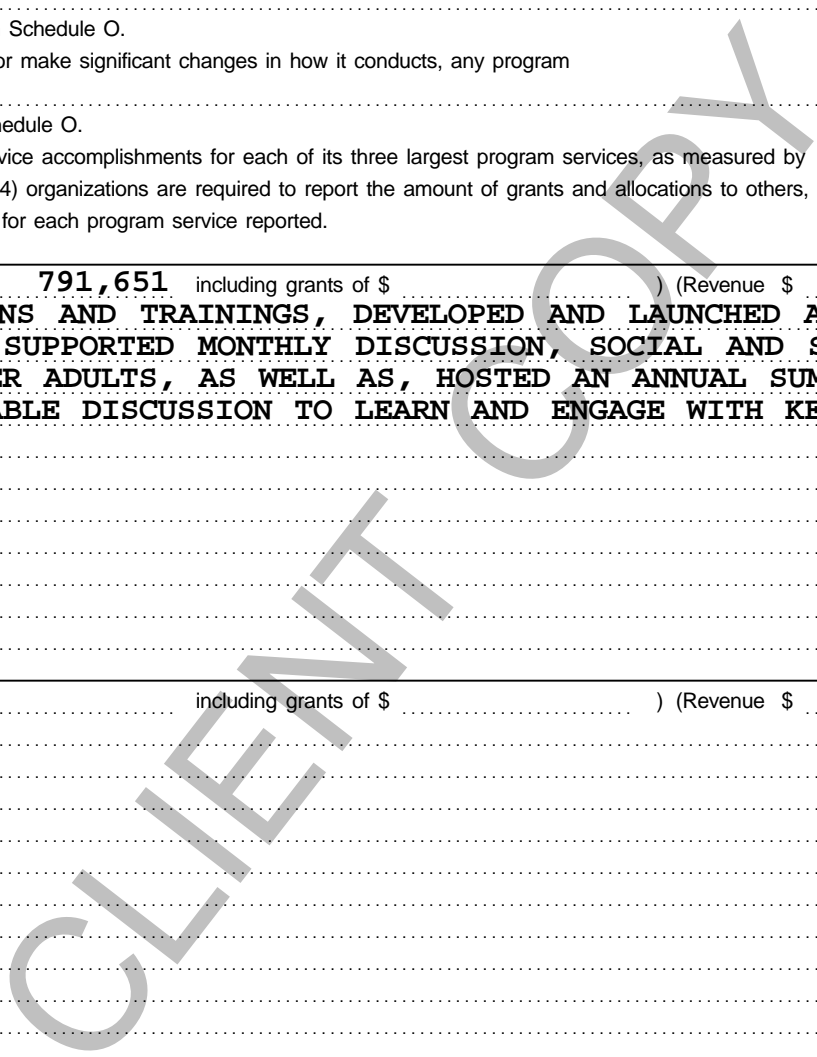 Schedule O.
or make significant changes in how it conducts, any program
edule O.
vice accomplishments for each of its three largest program services, as measured by
4) organizations are required to report the amount of grants and allocations to others,
for each program service reported.
791,651 including grants of $ ) (Revenue $
NS AND TRAININGS, DEVELOPED AND LAUNCHED A
SUPPORTED MONTHLY DISCUSSION, SOCIAL AND S
ER ADULTS, AS WELL AS, HOSTED AN ANNUAL SUM
ABLE DISCUSSION TO LEARN AND ENGAGE WITH KE
including grants of $ ) (Revenue $
CLIENT COPY